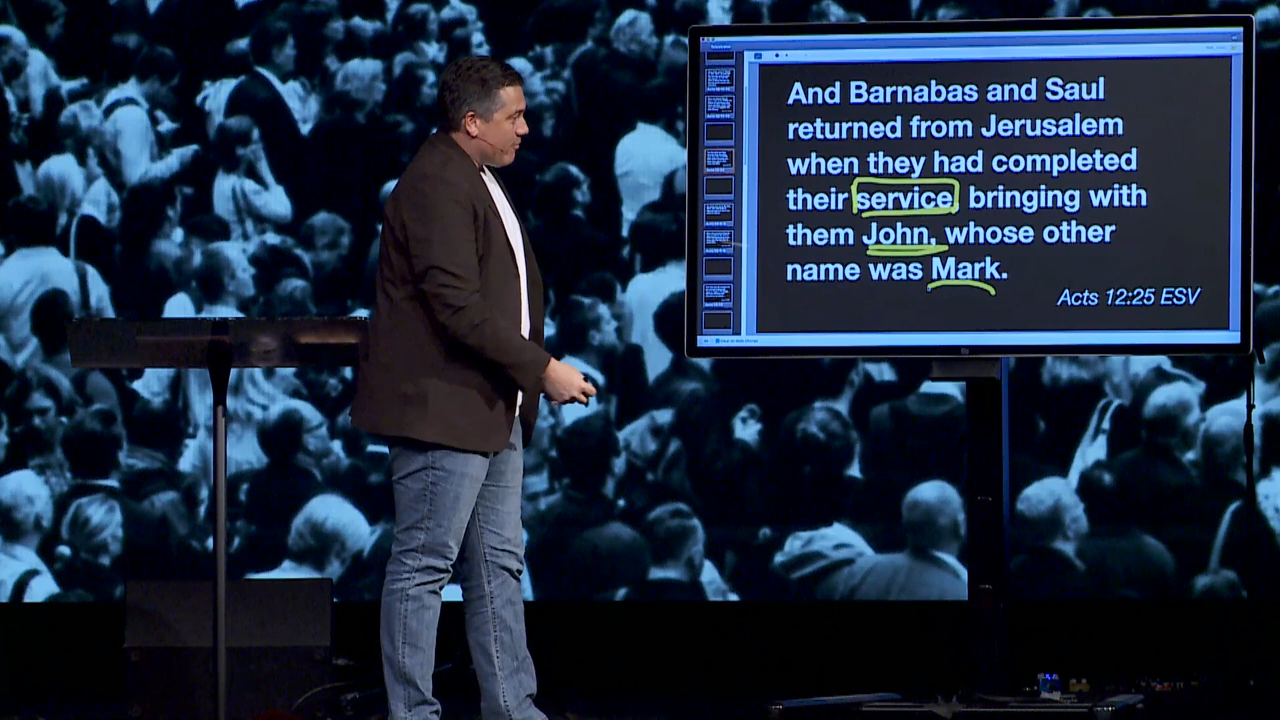 And Barnabas and Saul
returned from Jerusalem
when they had completed
their service, bringing with
them John, whose other
name was Mark.
Acts 12:25 ESV